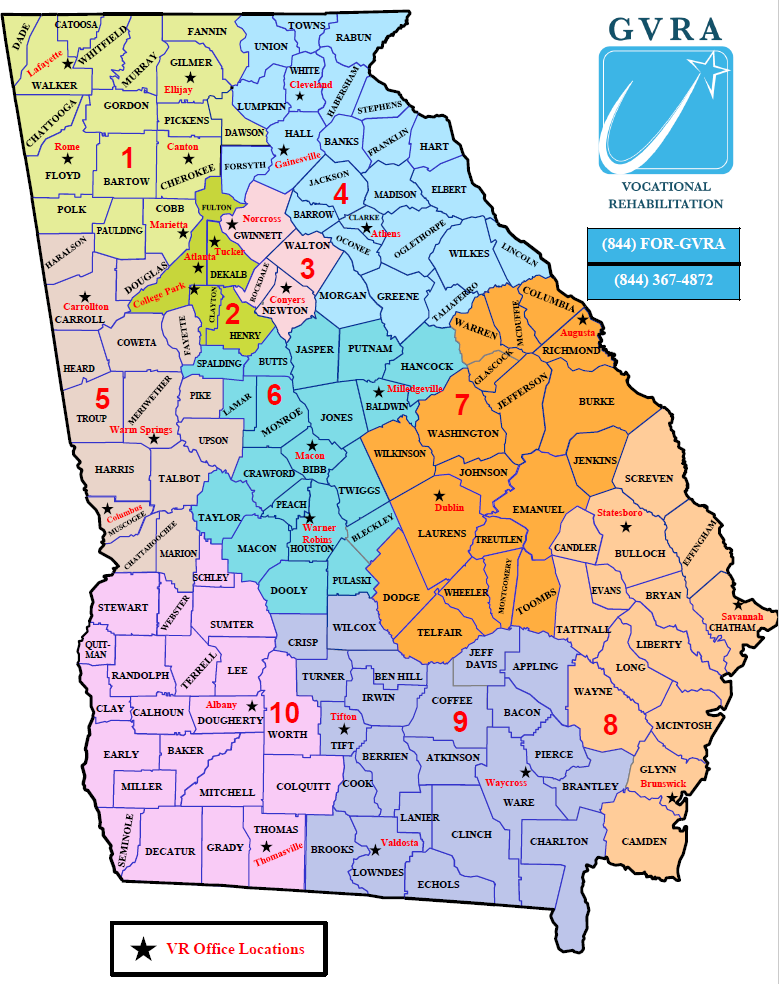 GVRA
VOCATIONAL
REHABILITATION
(844) FOR-GVRA
(844) 367-4872
DADE
CATOOSA
WHITFIELD
MURRAY
FANNIN
GILMER
Ellijay
Lafayette
WALKER
CHATTOOGA
GORDON
PICKENS
Rome
FLOYD
1
BARTOW
Canton
CHEROKEE
POLK
PAULDING
COBB
Marietta
HARALSON
DOUGLAS
TOWNS
UNION
RABUN
WHITE
Cleveland
HABERSHAM
STEPHENS
LUMPKIN
DAWSON
HALL
Gainesville
BANKS
FRANKLIN
HART
FORSYTH
JACKSON
4
MADISON
ELBERT
BARROW
CLARKE
Athens
OCONEE
OGLETHORPE
WILKES
LINCOLN
MORGAN
GREENE
TALIAFERRO
FULTON
Norcross
GWINNETT
Tucker
Atlanta
DEKALB
College Park
CLAYTON
2
HENRY
WALTON
3
ROCKDALE
Conyers
NEWTON
Carrollton
CARROLL
COWETA
FAYETTE
SPALDING
HEARD
5
TROUP
MERIWETHER
Warm Springs
PIKE
UPSON
HARRIS
TALBOT
Columbus
MUSCOGEE
CHATTAHOOCHEE
MARION
BUTTS
JASPER
PUTNAM
HANCOCK
LAMAR
6
MONROE
JONES
Milledgeville
BALDWIN
Macon
BIBB
CRAWFORD
TWIGGS
PEACH
TAYLOR
Warner
Robins
HOUSTON
MACON
BLECKLEY
DOOLY
PULASKI
WARREN
MCDUFFIE
COLUMBIA
Augusta
RICHMOND
GLASCOCK
7
JEFFERSON
BURKE
WASHINGTON
WILKINSON
JOHNSON
JENKINS
Dublin
LAURENS
EMANUEL
TREUTLEN
DODGE
WHEELER
MONTGOMERY
TOOMBS
TELFAIR
SCREVEN
Statesboro
CANDLER
BULLOCH
EFFINGHAM
EVANS
BRYAN
Savannah
CHATHAM
TATTNALL
LIBERTY
LONG
WAYNE
8
MCINTOSH
GLYNN
Brunswick
CAMDEN
SCHLEY
STEWART
WEBSTER
SUMTER
QUIT-
MAN
RANDOLPH
TERRELL
LEE
CLAY
CALHOUN
Albany
DOUGHERTY
10
WORTH
EARLY
BAKER
MILLER
MITCHELL
COLQUITT
SEMINOLE
DECATUR
GRADY
THOMAS
Thomasville
CRISP
WILCOX
JEFF
DAVIS
APPLING
TURNER
BEN HILL
IRWIN
COFFEE
9
BACON
Tifton
TIFT
BERRIEN
ATKINSON
PIERCE
Waycross
WARE
BRANTLEY
COOK
LANIER
CLINCH
CHARLTON
BROOKS
Valdosta
LOWNDES
ECHOLS
VR Office Locations